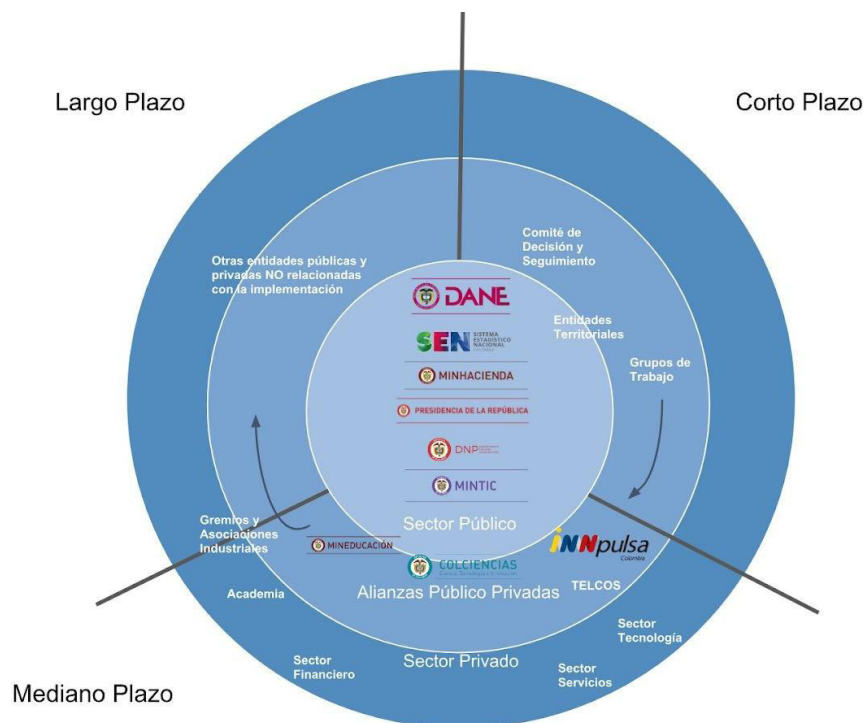 Largo Plazo
Corto Plazo
Comité de
Decisión y
Seguimiento
Otras entidades públicas y
privadas NO relacionadas
con la implementación
DANE
SEN
SISTEMA
ESTADÍSTICO
NACIONAL
Entidades
Territoriales
Grupos de
Trabajo
MINHACIENDA
PRESIDENCIA DE LA REPÚBLICA
DNP
MINTIC
Sector Público
Gremios y
Asociaciones
Industriales
MINEDUCACIÓN
iNNpulsa
Colombia
COLCIENCIAS
Academia
Alianzas Público Privadas
TELCOS
Sector
Tecnología
Sector
Financiero
Sector Privado
Sector
Servicios
Mediano Plazo